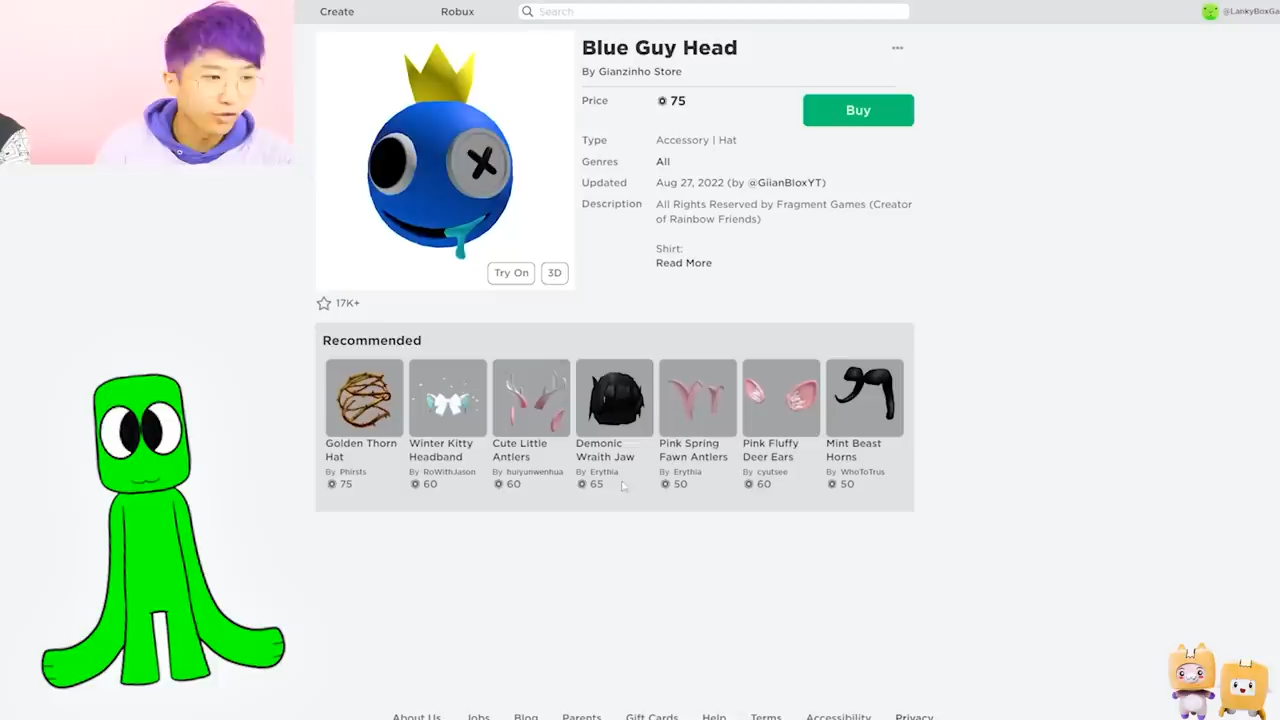 Create
Robux
Search
@LankyBoxGa
Blue Guy Head
By Gianzinho Store
Price 75
Buy
Type Accessory | Hat
Genres All
Updated Aug 27, 2022 (by @GiianBloxYT)
Description All Rights Reserved by Fragment Games (Creator
of Rainbow Friends)
Shirt:
Read More
Try On
3D
17K+
Recommended
Golden Thorn
Hat
By Phirsts
75
Winter Kitty
Headband
By RoWithJason
60
Cute Little
Antlers
By huiyunwenhua
60
Demonic
Wraith Jaw
By Erythia
65
Pink Spring
Fawn Antlers
By Erythia
50
Pink Fluffy
Deer Ears
By cyutsee
60
Mint Beast
Horns
By WhoToTrus
50
About Us Jobs Blog Parents Gift Cards Help Terms Accessibility Privacy